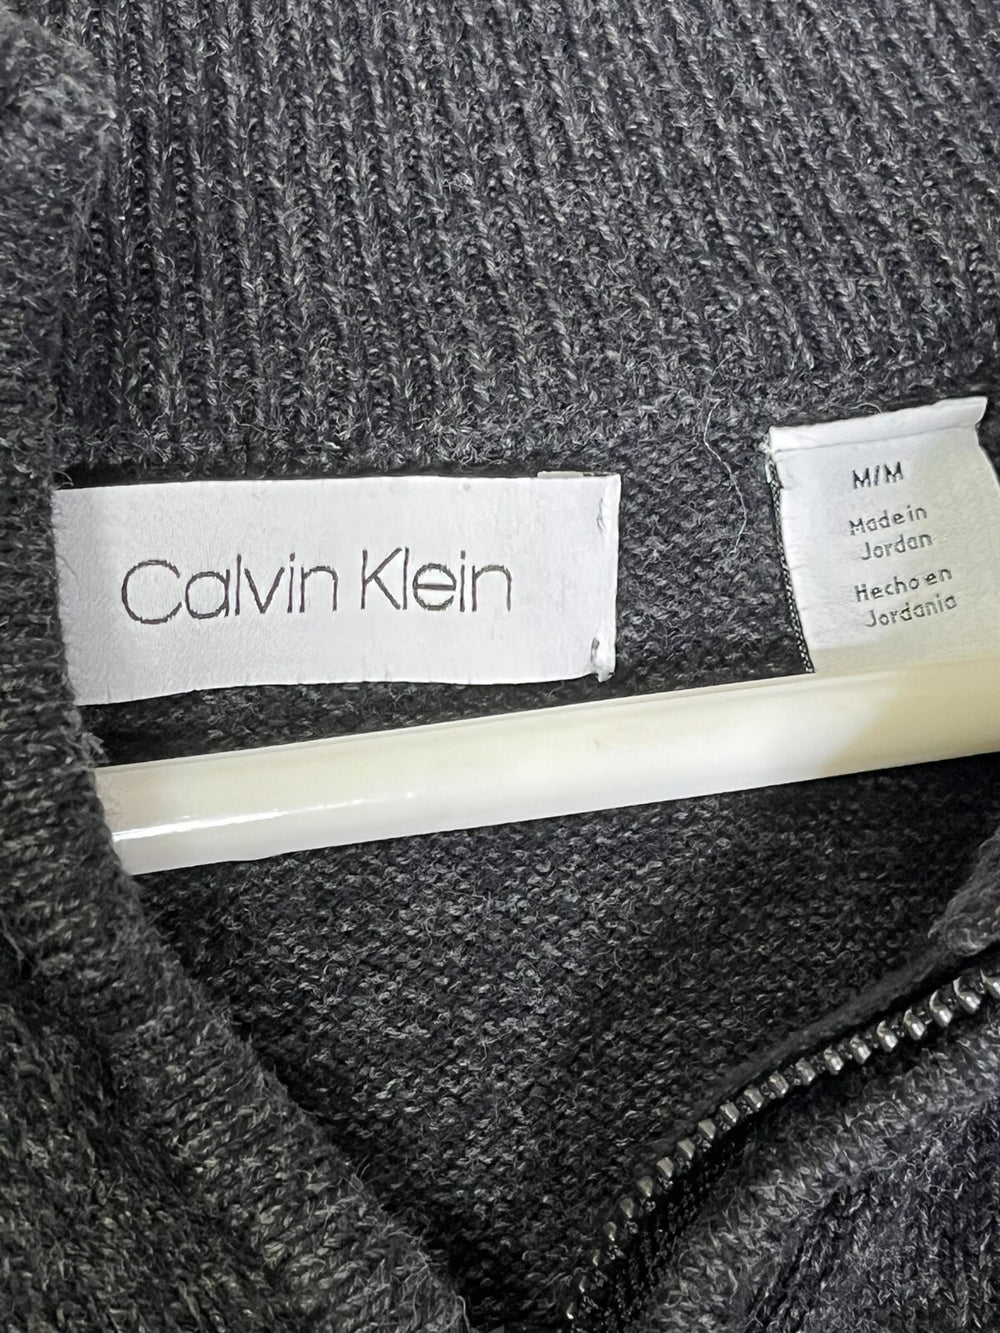 Calvin Klein
M/M
Made in
Jordan
Hecho en
Jordania